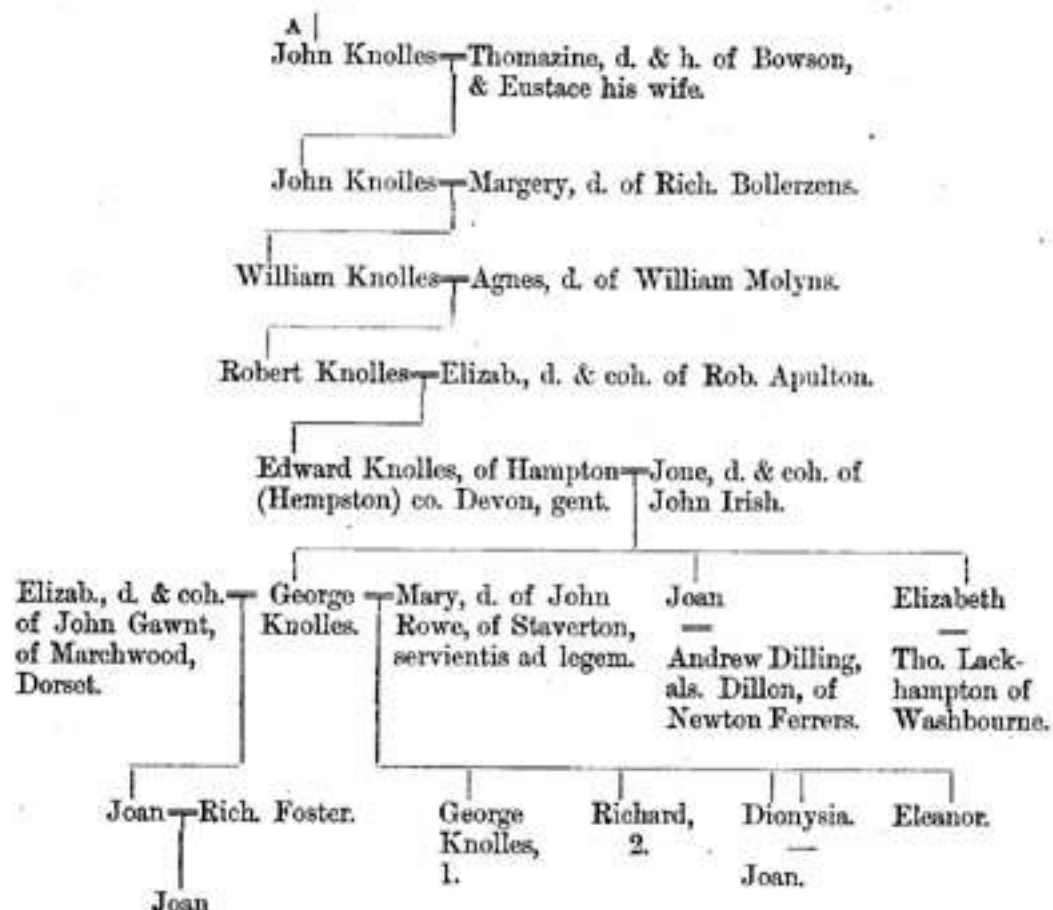 A
John Knolles Thomazine, d. & h. of Bowson,
& Eustace his wife.
John Knolles Margery, d. of Rich. Bollerzens.
William Knolles Agnes, d. of William Molyns.
Robert Knolles Elizab., d. & coh. of Rob. Apulton.
Edward Knolles, of Hampton
(Hempston) co. Devon, gent.
Jone, d. & coh. of
John Irish.
Elizab., d. & coh.
of John Gawnt,
of Marchwood,
Dorset.
George
Knolles.
Mary, d. of John
Rowe, of Staverton,
servientis ad legem.
Joan
Andrew Dilling,
als. Dillon, of
Newton Ferrers.
Elizabeth
Tho. Lack-
hampton of
Washbourne.
Joan Rich. Foster.
George
Knolles,
1.
Richard,
2.
Dionysia.
Joan.
Eleanor.
Joan